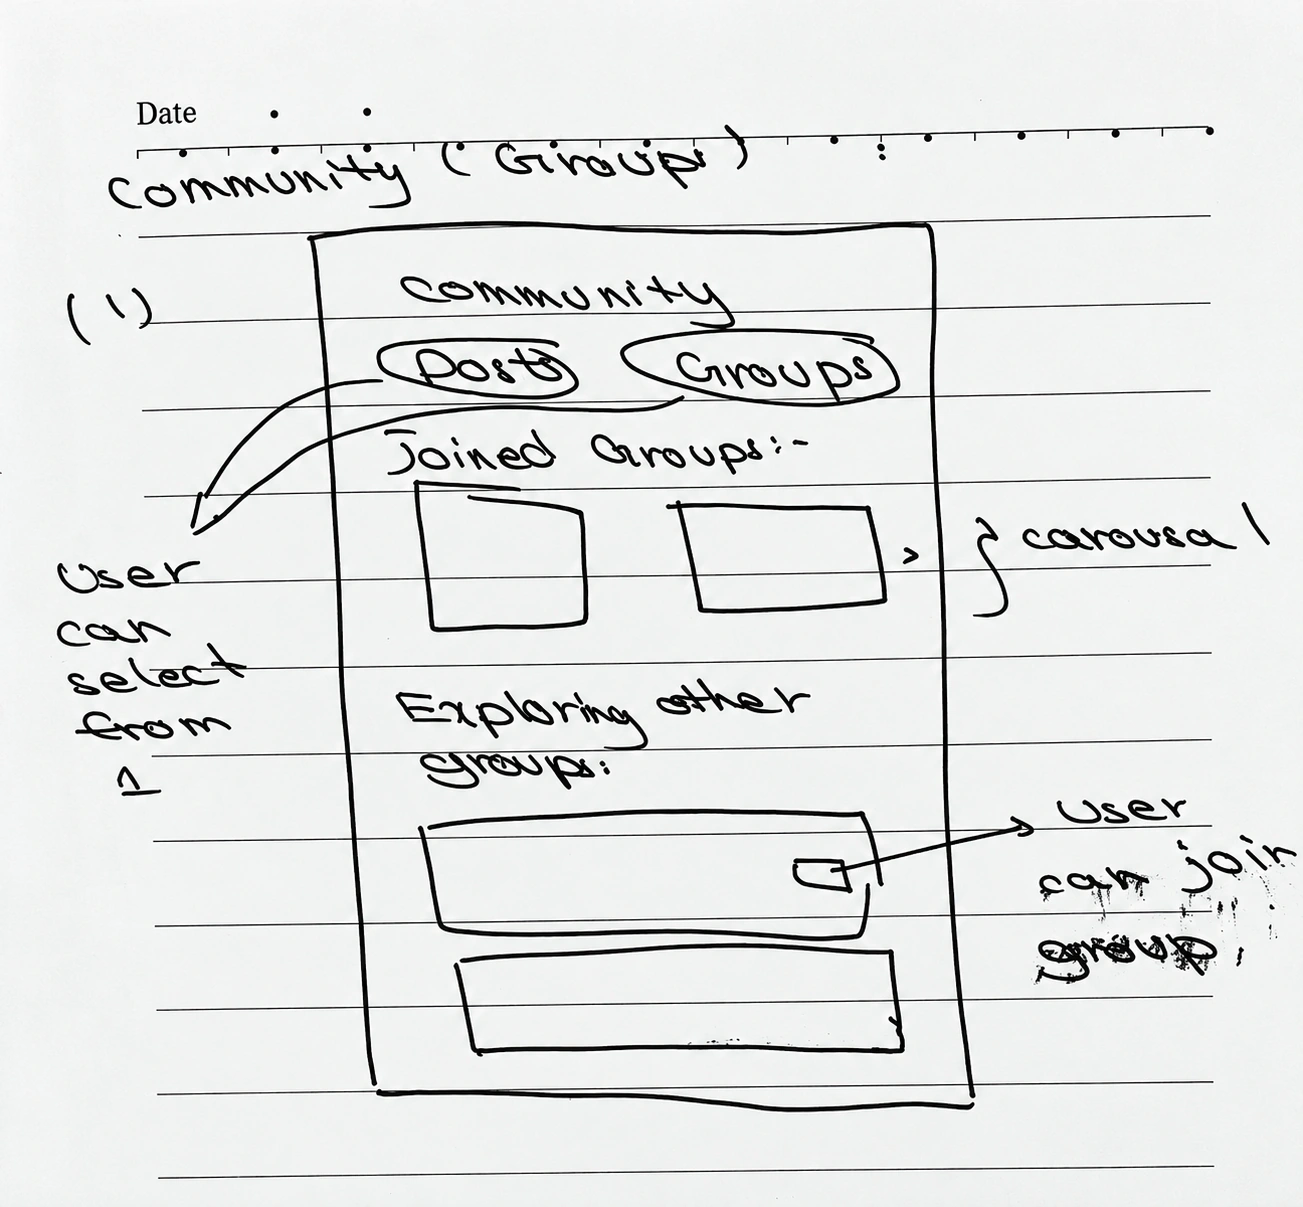 Date
Community (Group)
(1)
Community
Posts
Groups
Joined Groups:-
>
} carousal
User
can
select
from
1
Exploring other
groups:
User
can join
group.